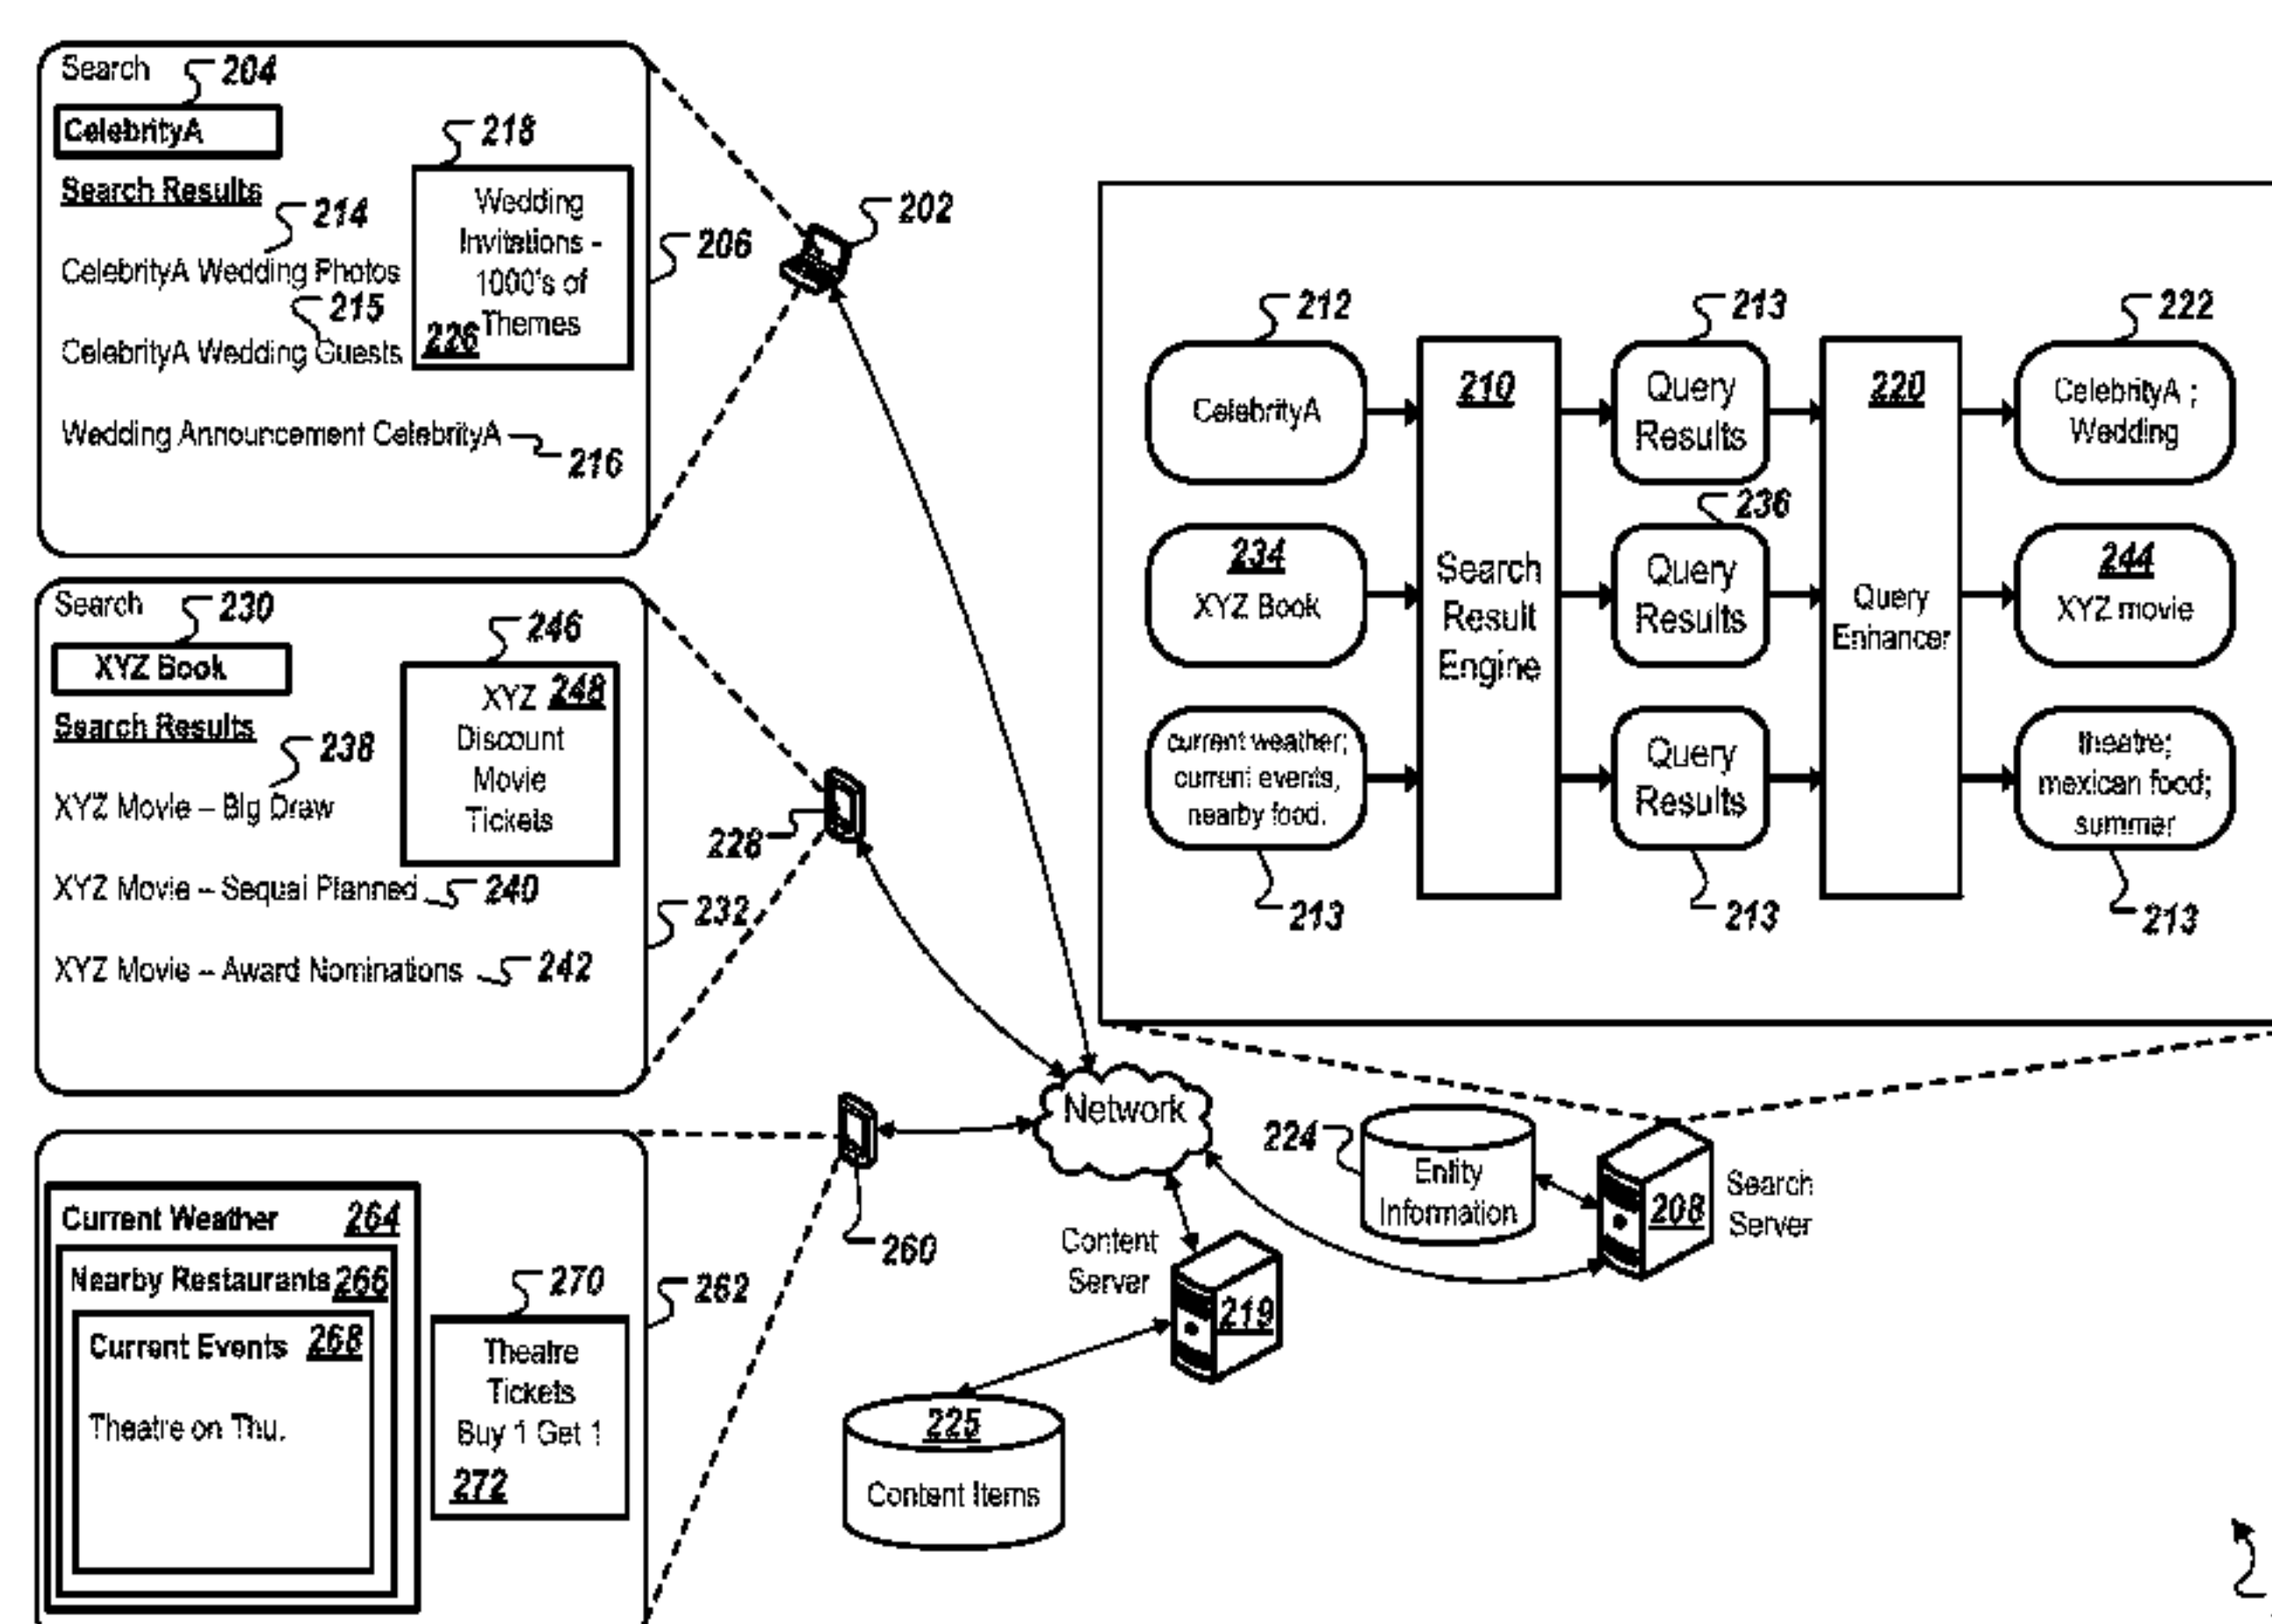 Search 204
CelebrityA
218
Search Results
214
Wedding
Invitations -
1000's of
Themes
226
CelebrityA Wedding Photos
215
CelebrityA Wedding Guests
Wedding Announcement CelebrityA
216
206
202
Search 230
XYZ Book
246
XYZ 248
Discount
Movie
Tickets
Search Results
238
XYZ Movie – Big Draw
XYZ Movie – Sequal Planned 240
XYZ Movie – Award Nominations 242
232
228
Current Weather 264
Nearby Restaurants 266
Current Events 268
Theatre on Thu.
270
Theatre
Tickets
Buy 1 Get 1
272
262
260
212
213
222
CelebrityA
210
Query
Results
220
CelebrityA ;
Wedding
236
234
XYZ Book
Search
Result
Engine
Query
Results
Query
Enhancer
244
XYZ movie
current weather;
current events,
nearby food.
Query
Results
theatre;
mexican food;
summer
213
213
213
Network
224
Entity
Information
208
Search
Server
Content
Server
219
225
Content Items